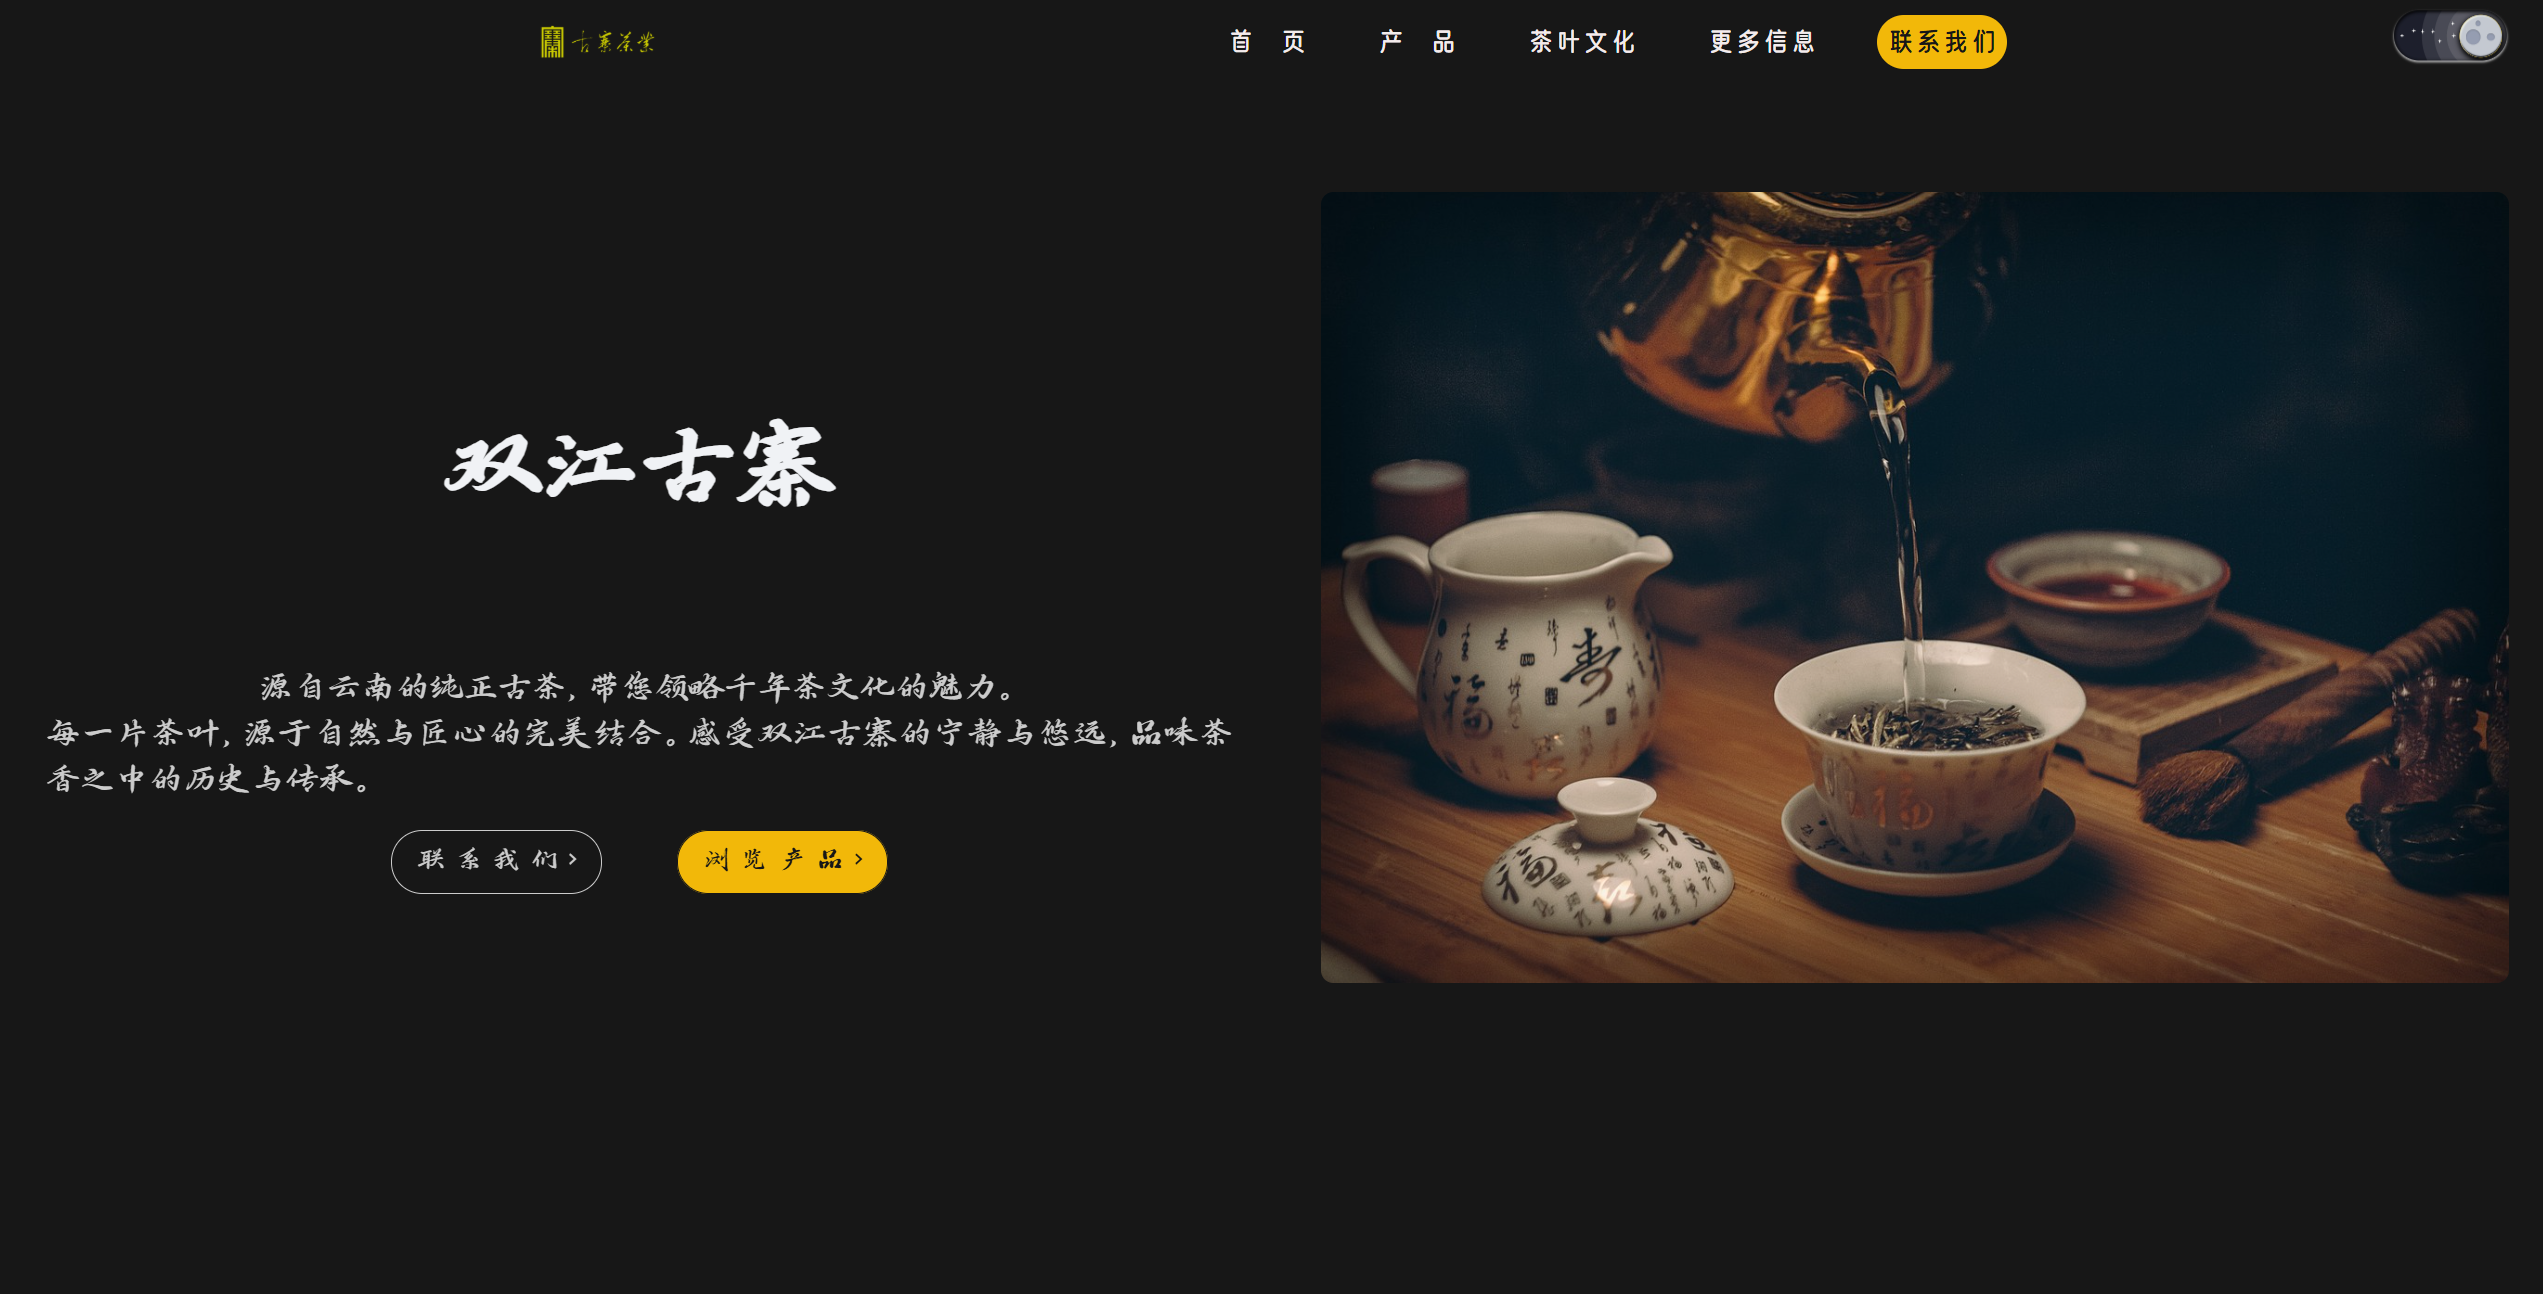 古寨茶业
首 页
产 品
茶叶文化
更多信息
联系我们
双江古寨
源自云南的纯正古茶, 带您领略千年茶文化的魅力。
每一片茶叶, 源于自然与匠心的完美结合。感受双江古寨的宁静与悠远, 品味茶
香之中的历史与传承。
联系我们
浏览产品
寿
福
福
福